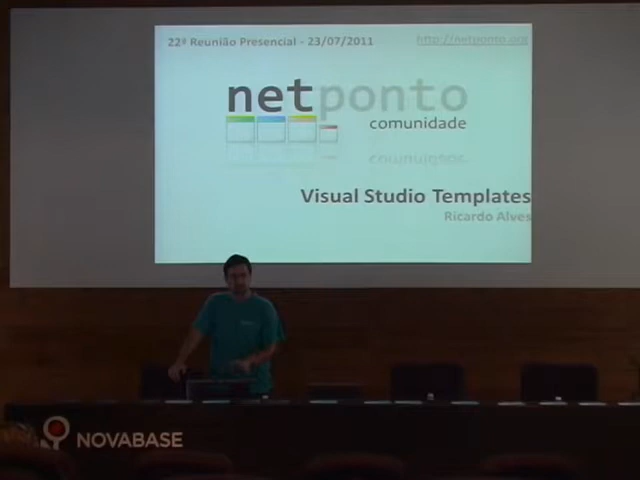 22ª Reunião Presencial - 23/07/2011
http://netponto.org
netponto
comunidade
Visual Studio Templates
Ricardo Alves
NOVABASE